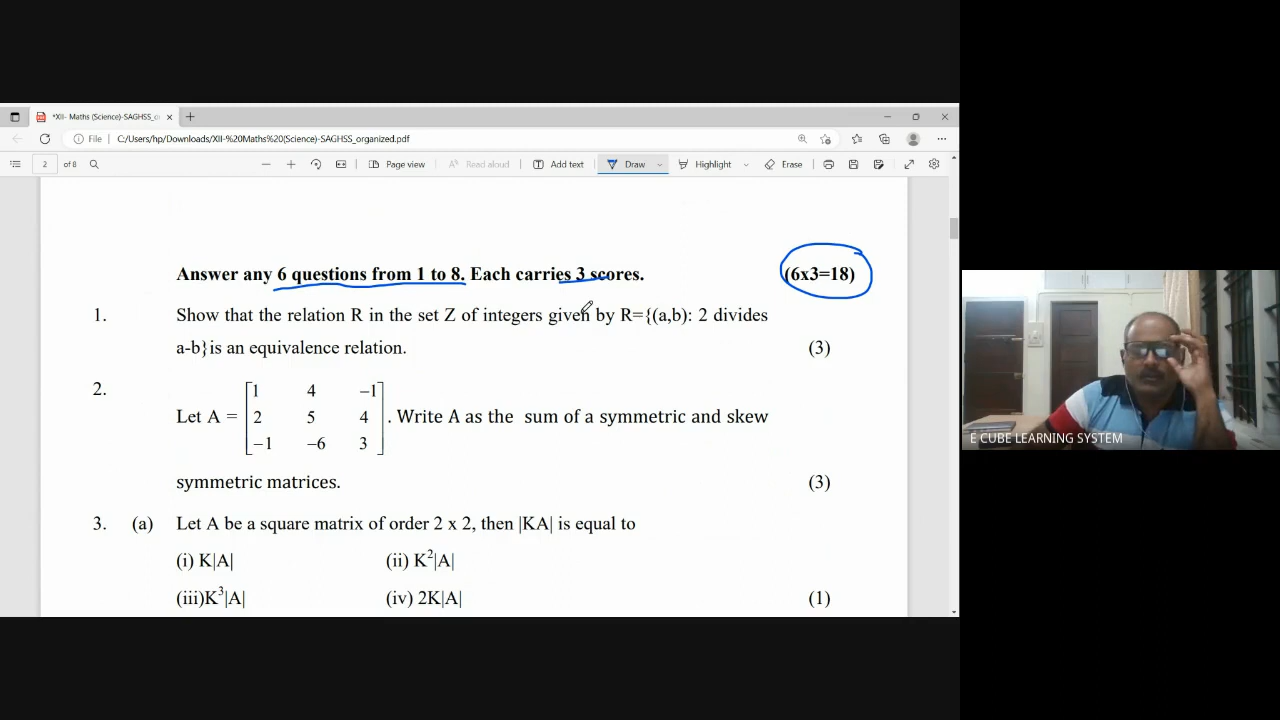 *XII- Maths (Science)-SAGHSS_o
File
C:/Users/hp/Downloads/XII-%20Maths%20(Science)-SAGHSS_organized.pdf
2 of 8
Page view
Read aloud
Add text
Draw
Highlight
Erase
Answer any 6 questions from 1 to 8. Each carries 3 scores. (6x3=18)
1. Show that the relation R in the set Z of integers given by R={(a,b): 2 divides
a-b}is an equivalence relation. (3)
2.
1 4 −1
Let A = 2 5 4 . Write A as the sum of a symmetric and skew
−1 −6 3
symmetric matrices. (3)
3. (a) Let A be a square matrix of order 2 x 2, then |KA| is equal to
(i) K|A| (ii) K²|A|
(iii)K³|A| (iv) 2K|A| (1)
E CUBE LEARNING SYSTEM